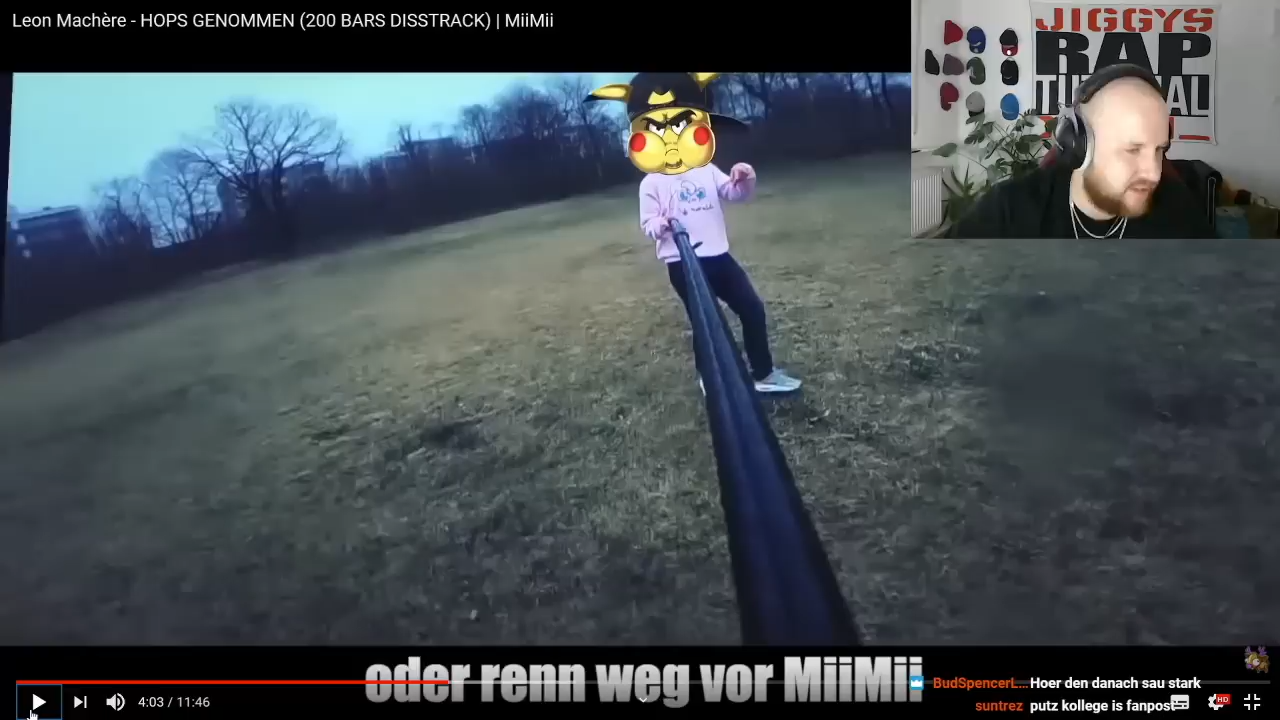 Leon Machère - HOPS GENOMMEN (200 BARS DISSTRACK) | MiiMii
JIGGYS
RAP
oder renn weg vor MiiMii
BudSpencerL... Hoer den danach sau stark
suntrez putz kollege is fanpost
4:03 / 11:46
HD